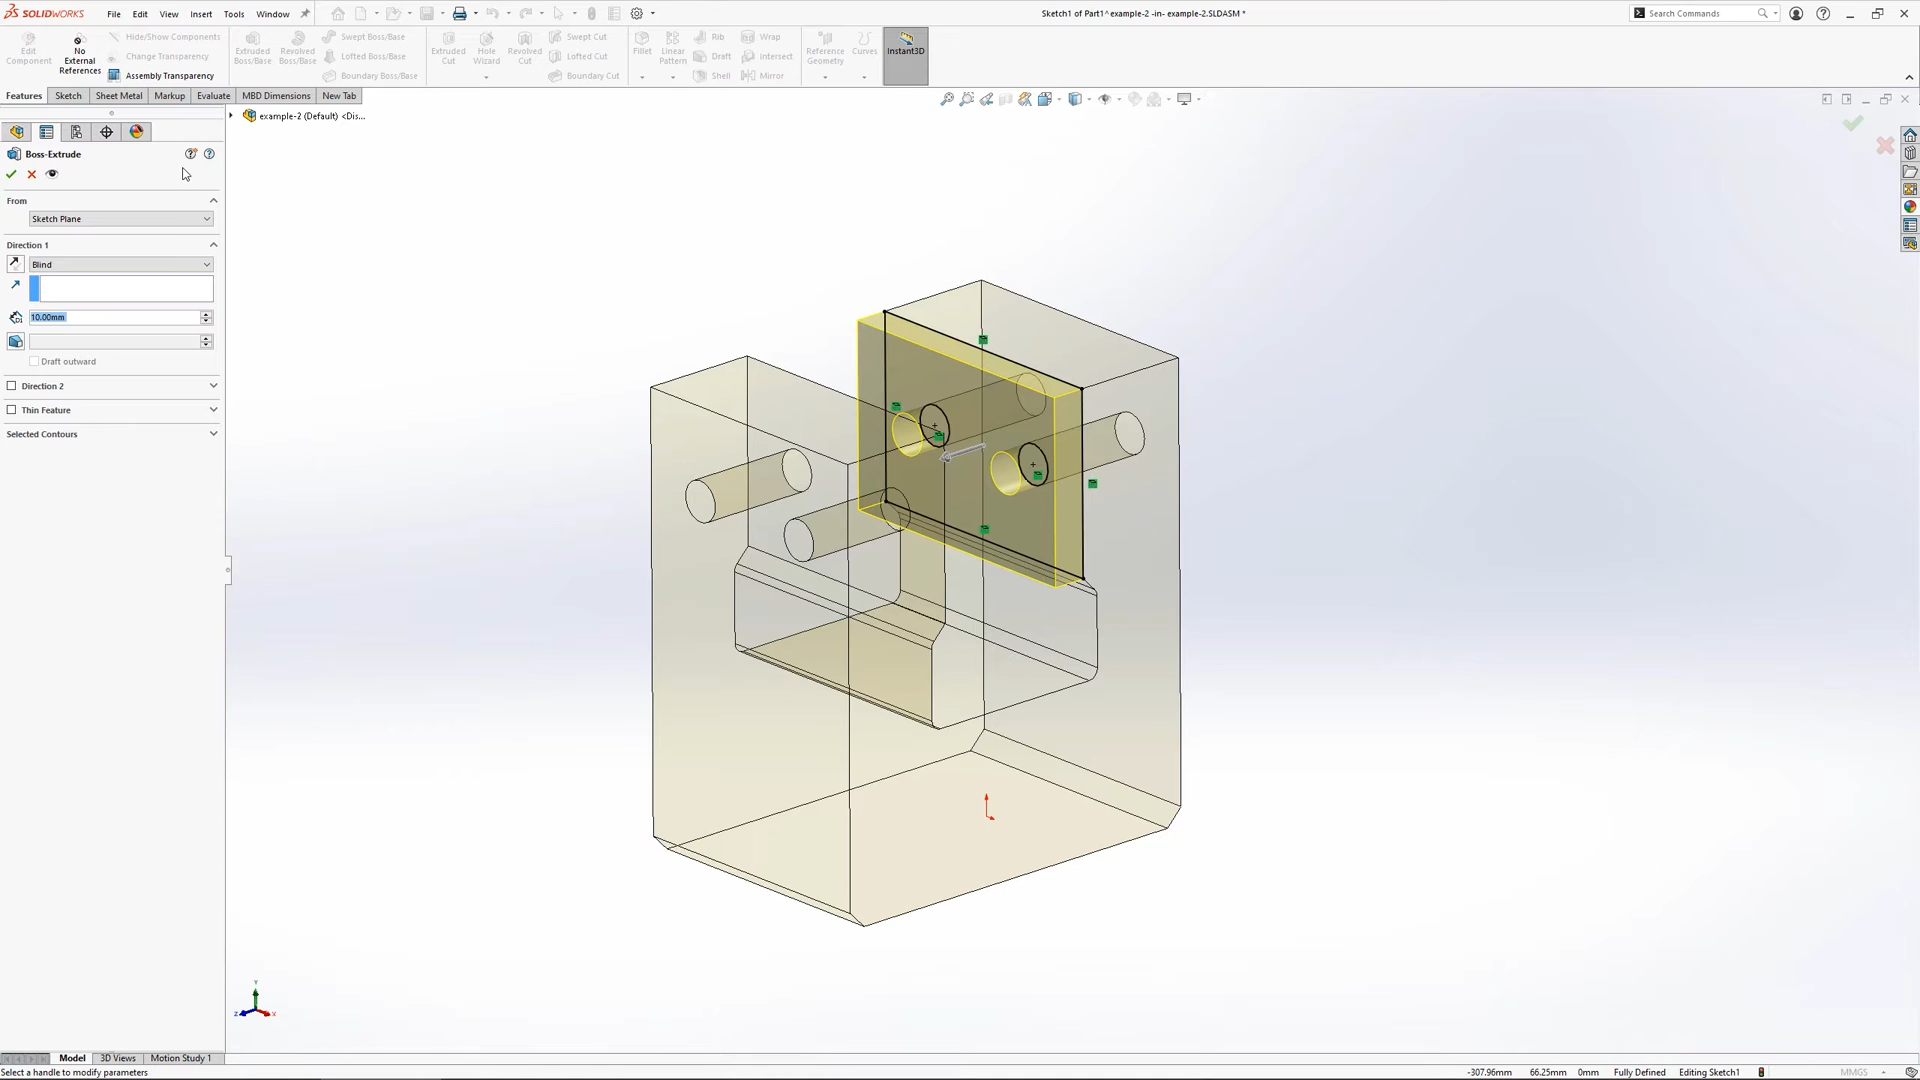 SOLIDWORKS File Edit View Insert Tools Window Sketch1 of Part1^example-2 -in- example-2.SLDASM * Search Commands
Edit Component
No External References
Hide/Show Components
Change Transparency
Assembly Transparency
Extruded Boss/Base
Revolved Boss/Base
Swept Boss/Base
Lofted Boss/Base
Boundary Boss/Base
Extruded Cut
Hole Wizard
Revolved Cut
Swept Cut
Lofted Cut
Boundary Cut
Fillet
Linear Pattern
Rib
Draft
Shell
Wrap
Intersect
Mirror
Reference Geometry
Curves
Instant3D
Features Sketch Sheet Metal Markup Evaluate MBD Dimensions New Tab
example-2 (Default) <Dis...
Boss-Extrude
From
Sketch Plane
Direction 1
Blind
10.00mm
Draft outward
Direction 2
Thin Feature
Selected Contours
Y
Z
X
Model 3D Views Motion Study 1
Select a handle to modify parameters -307.96mm 66.25mm 0mm Fully Defined Editing Sketch1 MMGS